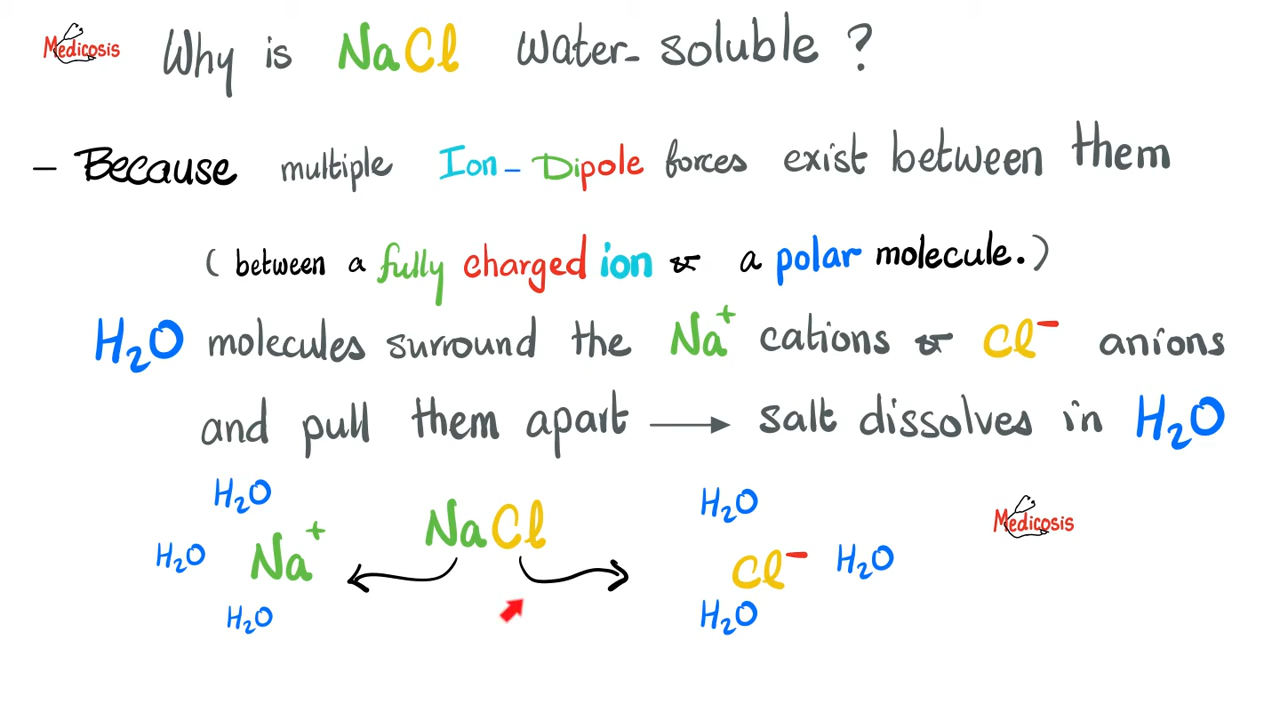 Medicosis
Why is NaCl water-soluble ?
- Because multiple Ion-Dipole forces exist between them
( between a fully charged ion & a polar molecule. )
H₂O molecules surround the Na⁺ cations & Cl⁻ anions
and pull them apart → salt dissolves in H₂O
H₂O
H₂O
Na⁺
H₂O
NaCl
H₂O
Cl⁻
H₂O
H₂O
Medicosis